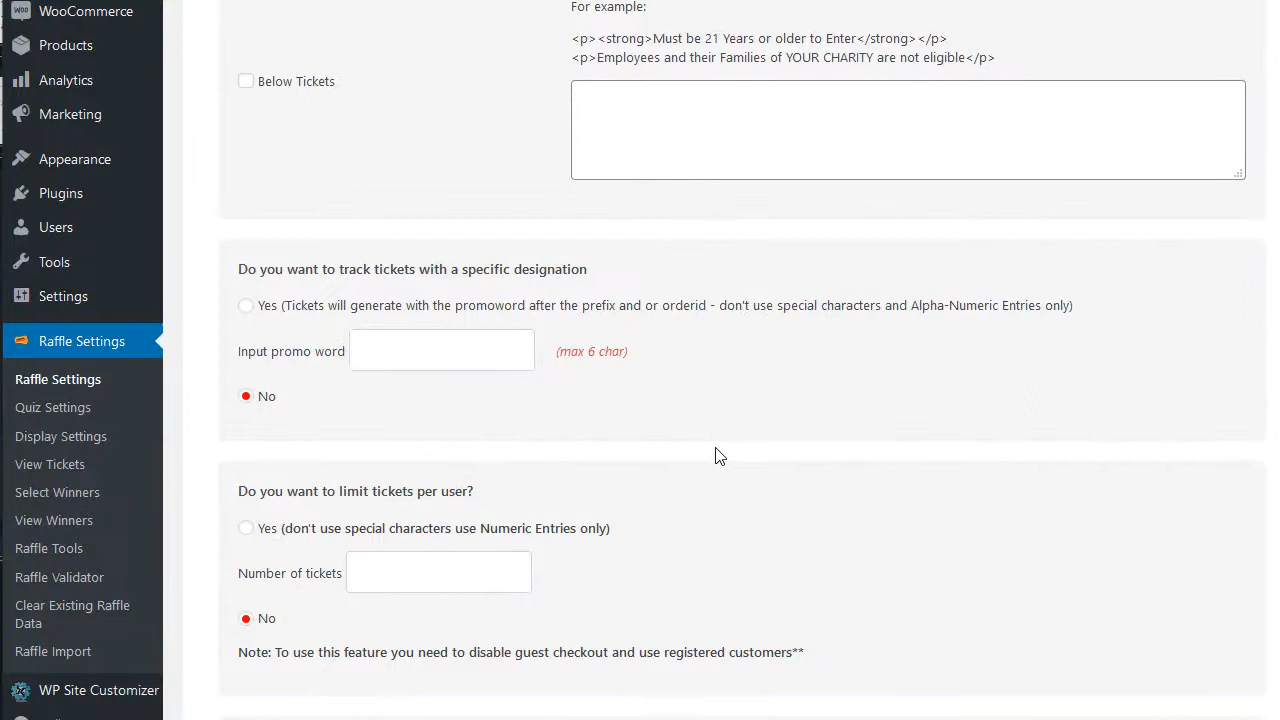 WooCommerce
Products
Analytics
Marketing
Appearance
Plugins
Users
Tools
Settings
Raffle Settings
Raffle Settings
Quiz Settings
Display Settings
View Tickets
Select Winners
View Winners
Raffle Tools
Raffle Validator
Clear Existing Raffle
Data
Raffle Import
WP Site Customizer
For example:
<p><strong>Must be 21 Years or older to Enter</strong></p>
<p>Employees and their Families of YOUR CHARITY are not eligible</p>
Below Tickets
Do you want to track tickets with a specific designation
Yes (Tickets will generate with the promoword after the prefix and or orderid - don't use special characters and Alpha-Numeric Entries only)
Input promo word (max 6 char)
No
Do you want to limit tickets per user?
Yes (don't use special characters use Numeric Entries only)
Number of tickets
No
Note: To use this feature you need to disable guest checkout and use registered customers**